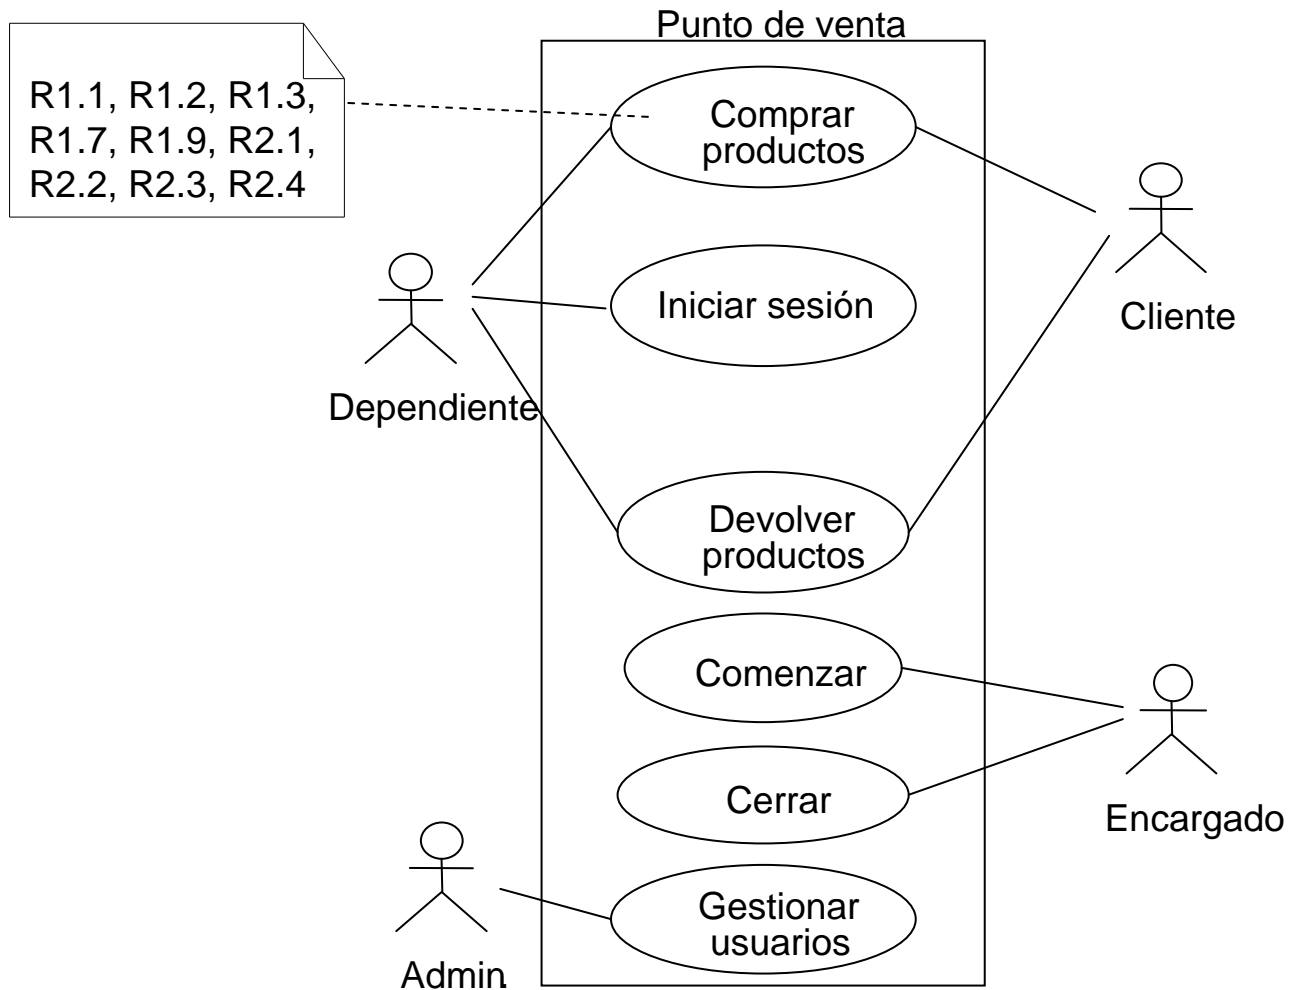 Punto de venta
R1.1, R1.2, R1.3,
R1.7, R1.9, R2.1,
R2.2, R2.3, R2.4
Comprar
productos
Iniciar sesión
Cliente
Dependiente
Devolver
productos
Comenzar
Cerrar
Encargado
Gestionar
usuarios
Admin.